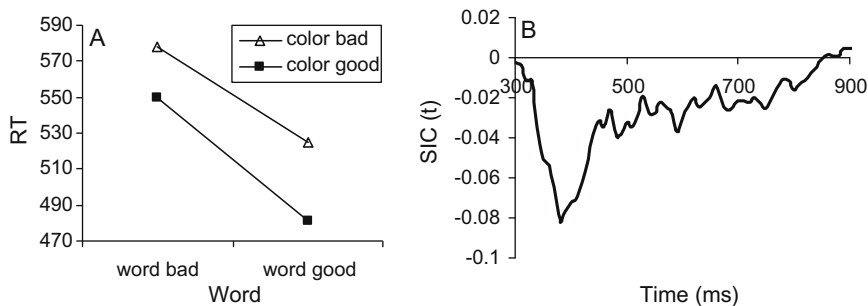 A
590
570
550
530
510
490
470
RT
color bad
color good
word bad word good
Word
B
0.02
0
-0.02
-0.04
-0.06
-0.08
-0.1
SIC (t)
300 500 700 900
Time (ms)